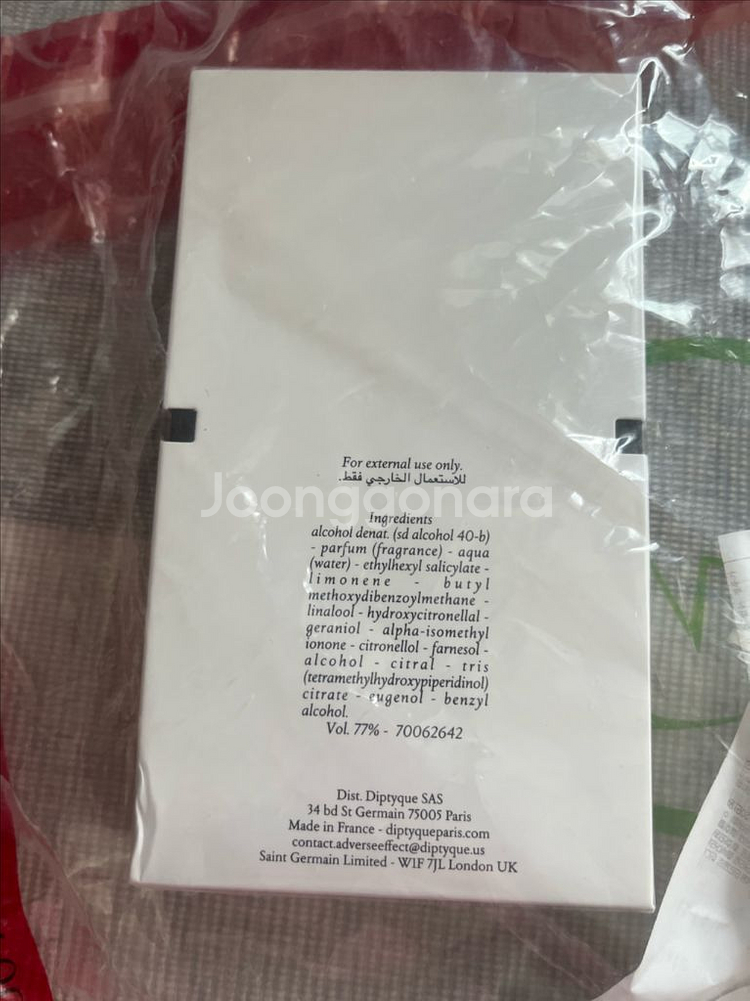 For external use only.
للاستعمال الخارجي فقط.
Joonggonara
Ingredients
alcohol denat. (sd alcohol 40-b)
- parfum (fragrance) - aqua
(water) - ethylhexyl salicylate -
limonene - butyl
methoxydibenzoylmethane -
linalool - hydroxycitronellal -
geraniol - alpha-isomethyl
ionone - citronellol - farnesol -
alcohol - citral - tris
(tetramethylhydroxypiperidinol)
citrate - eugenol - benzyl
alcohol.
Vol. 77% - 70062642
Dist. Diptyque SAS
34 bd St Germain 75005 Paris
Made in France - diptyqueparis.com
contact.adverseeffect@diptyque.us
Saint Germain Limited - W1F 7JL London UK